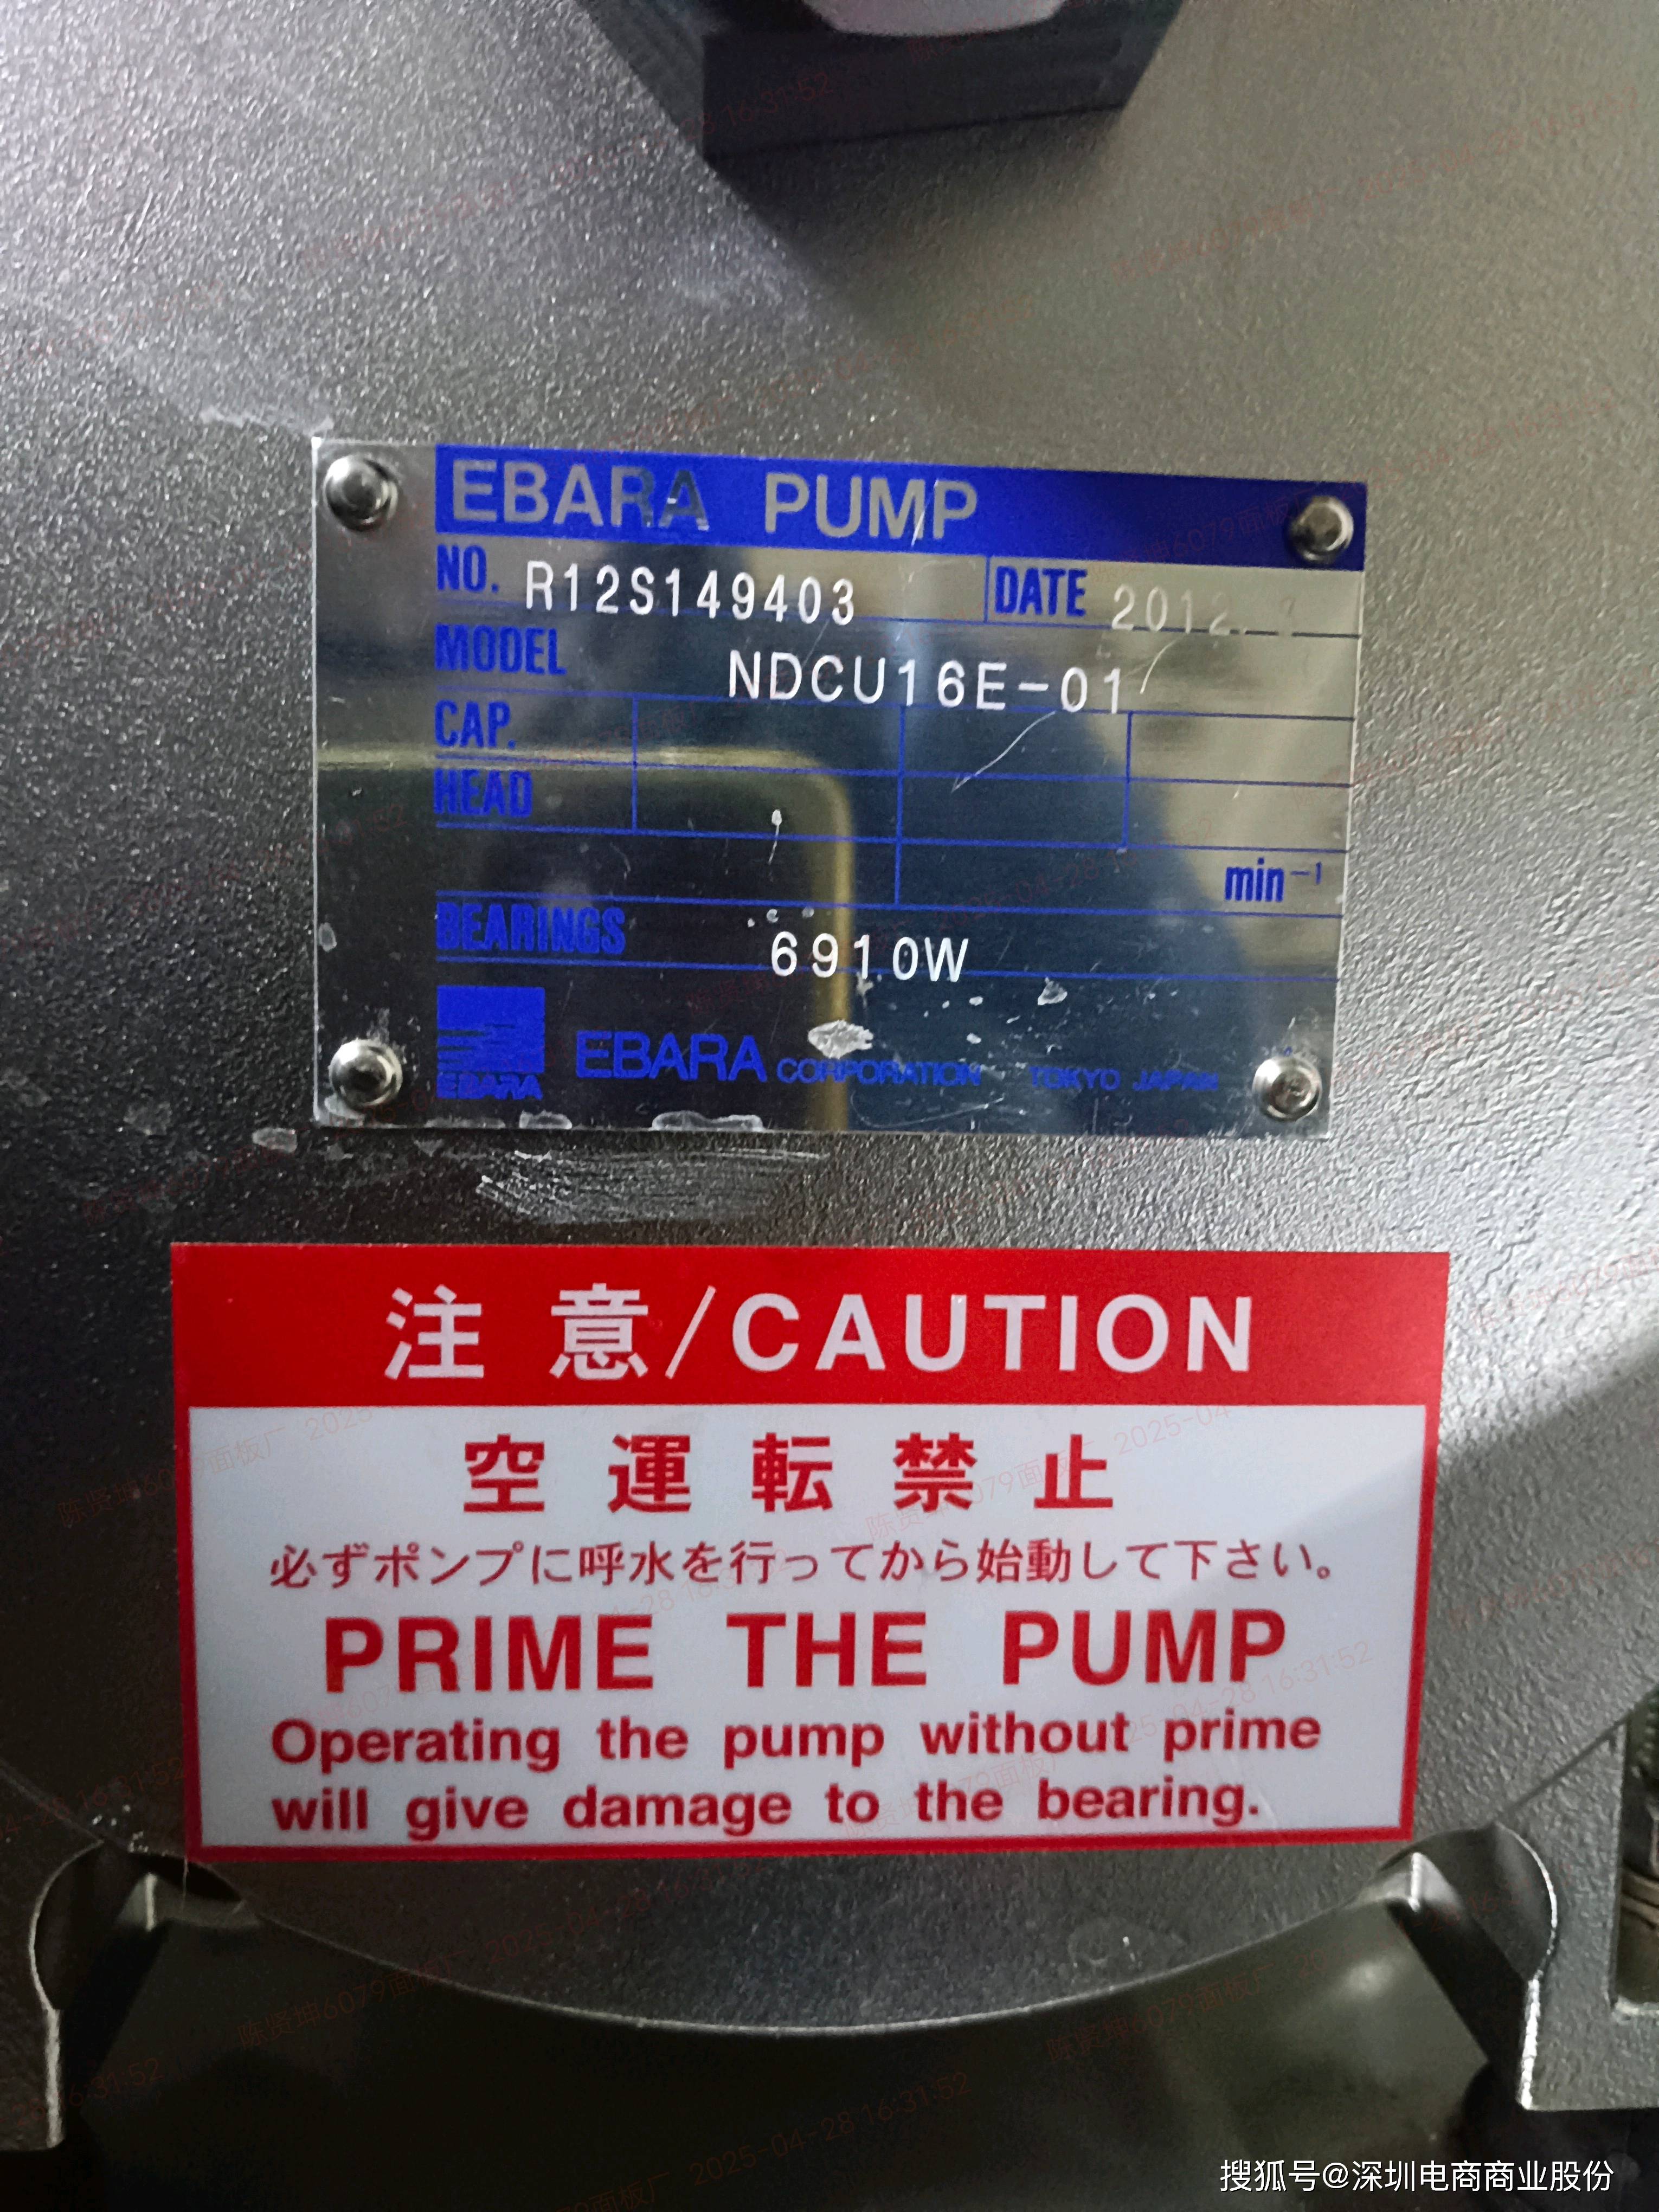 EBARA PUMP
NO. R12S149403 DATE 2012.
MODEL NDCU16E-01
CAP.
HEAD
min⁻¹
BEARINGS 6910W
EBARA
EBARA CORPORATION TOKYO JAPAN
注意/CAUTION
空運転禁止
必ずポンプに呼水を行ってから始動して下さい。
PRIME THE PUMP
Operating the pump without prime
will give damage to the bearing.
搜狐号@深圳电商商业股份